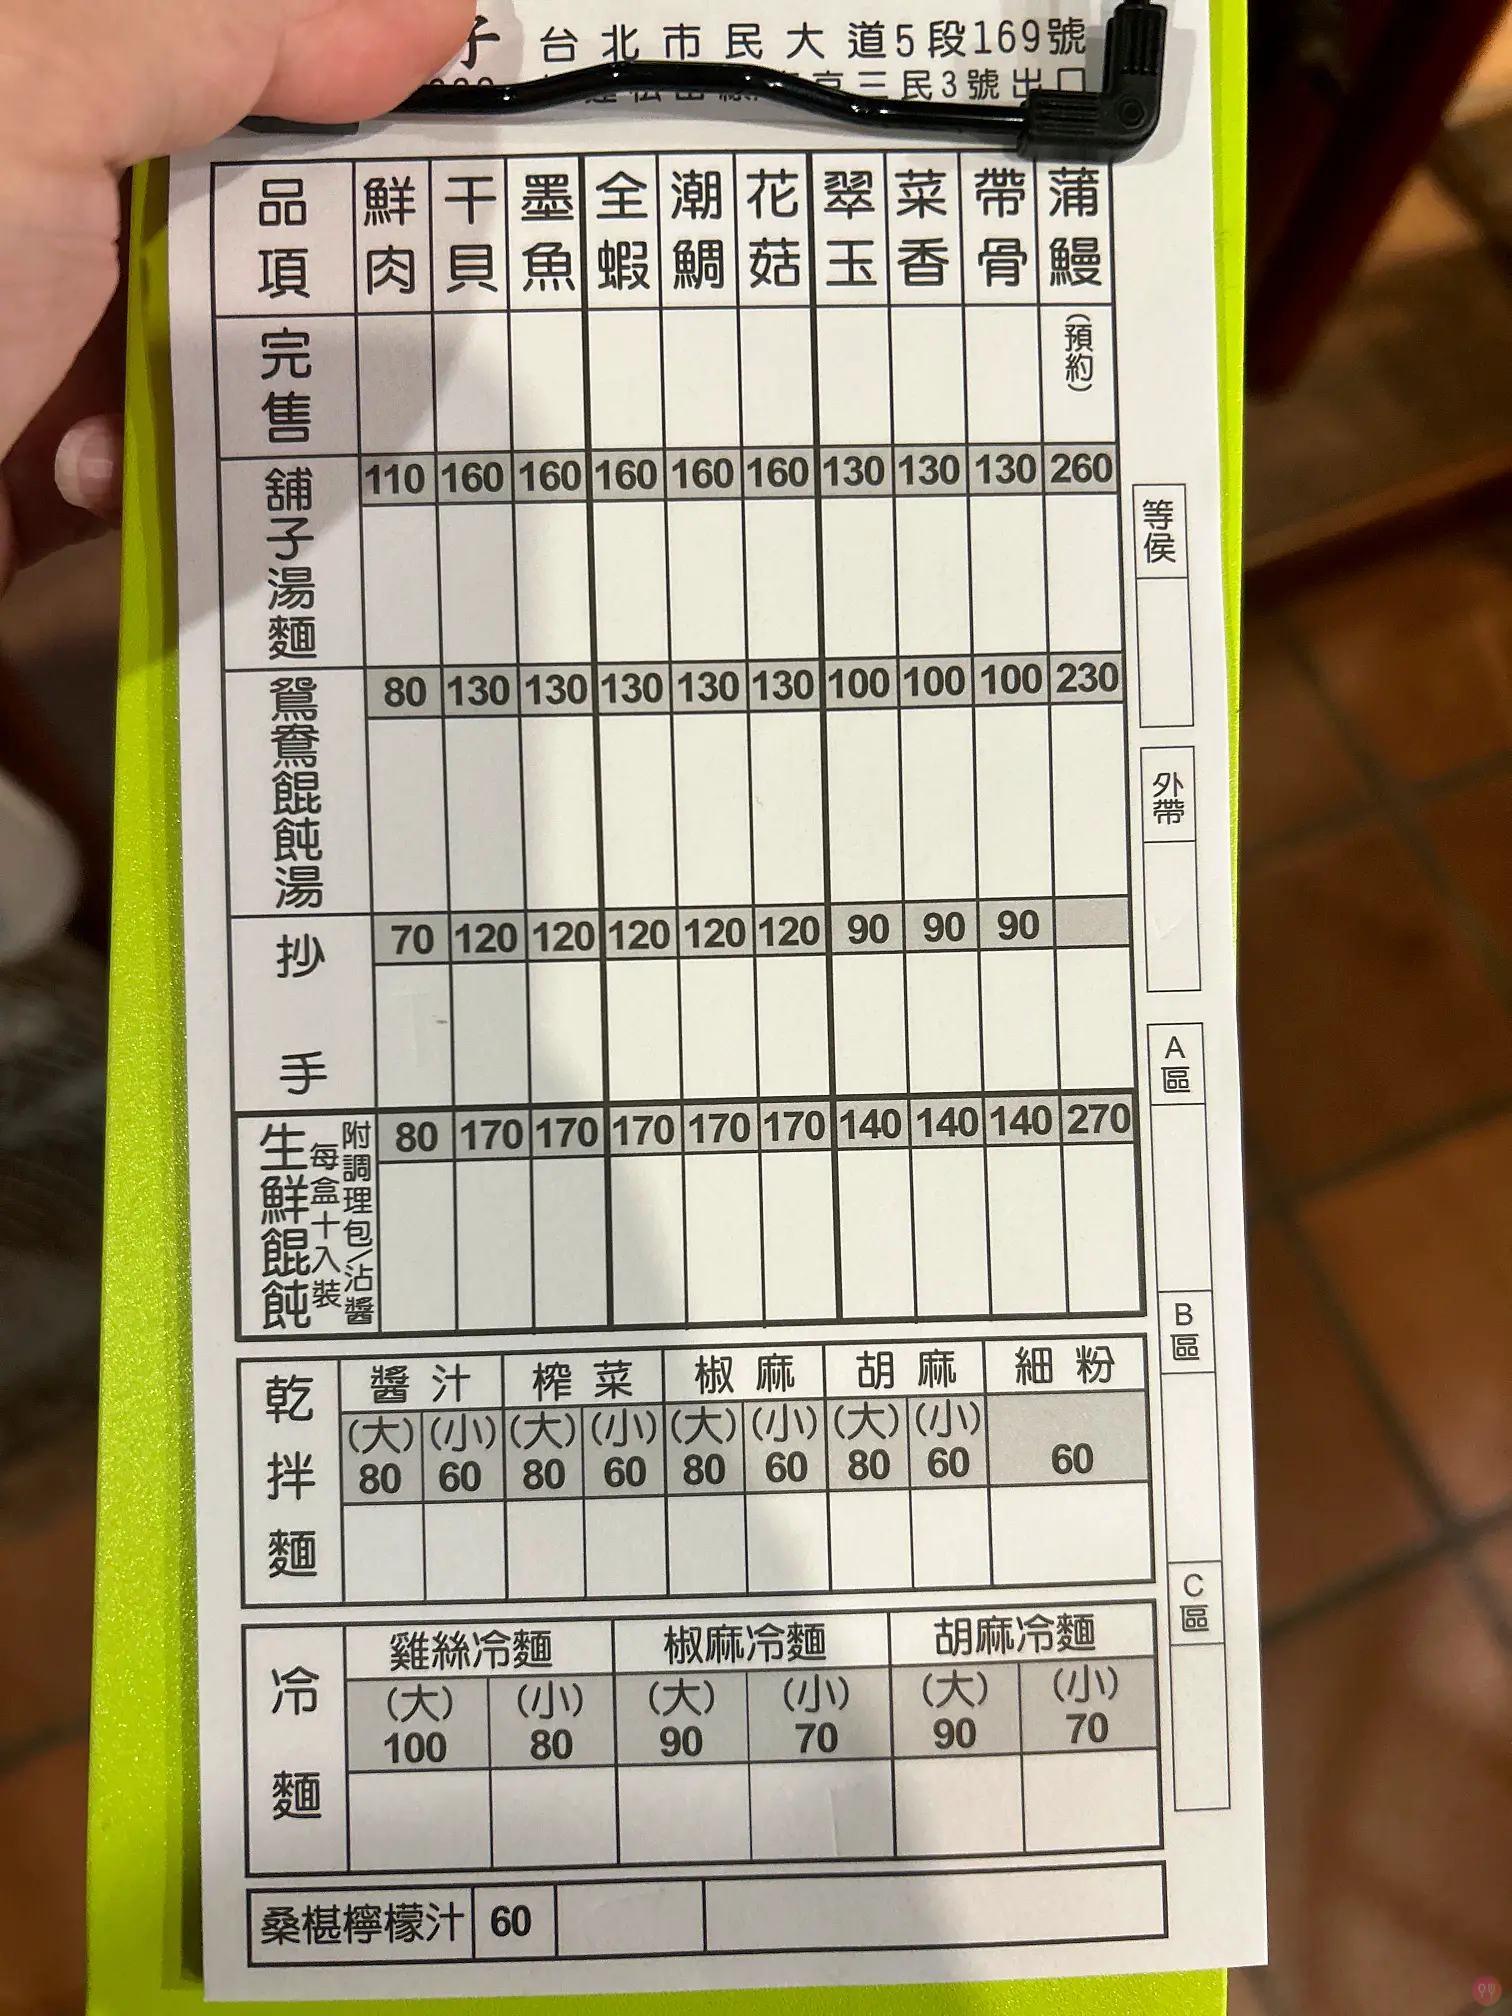 子 台北市民大道5段169號
三民3號出口
品項 鮮肉 干貝 墨魚 全蝦 潮鯛 花菇 翠玉 菜香 帶骨 蒲鰻
完售 (預約)
舖子湯麵 110 160 160 160 160 160 130 130 130 260
鴛鴦餛飩湯 80 130 130 130 130 130 100 100 100 230
抄手 70 120 120 120 120 120 90 90 90
生鮮餛飩 每盒十入裝 附調理包/沾醬 80 170 170 170 170 170 140 140 140 270
等侯
外帶
A區
B區
C區
乾拌麵 醬汁 榨菜 椒麻 胡麻 細粉
(大) (小) (大) (小) (大) (小) (大) (小)
80 60 80 60 80 60 80 60 60
冷麵 雞絲冷麵 椒麻冷麵 胡麻冷麵
(大) (小) (大) (小) (大) (小)
100 80 90 70 90 70
桑椹檸檬汁 60